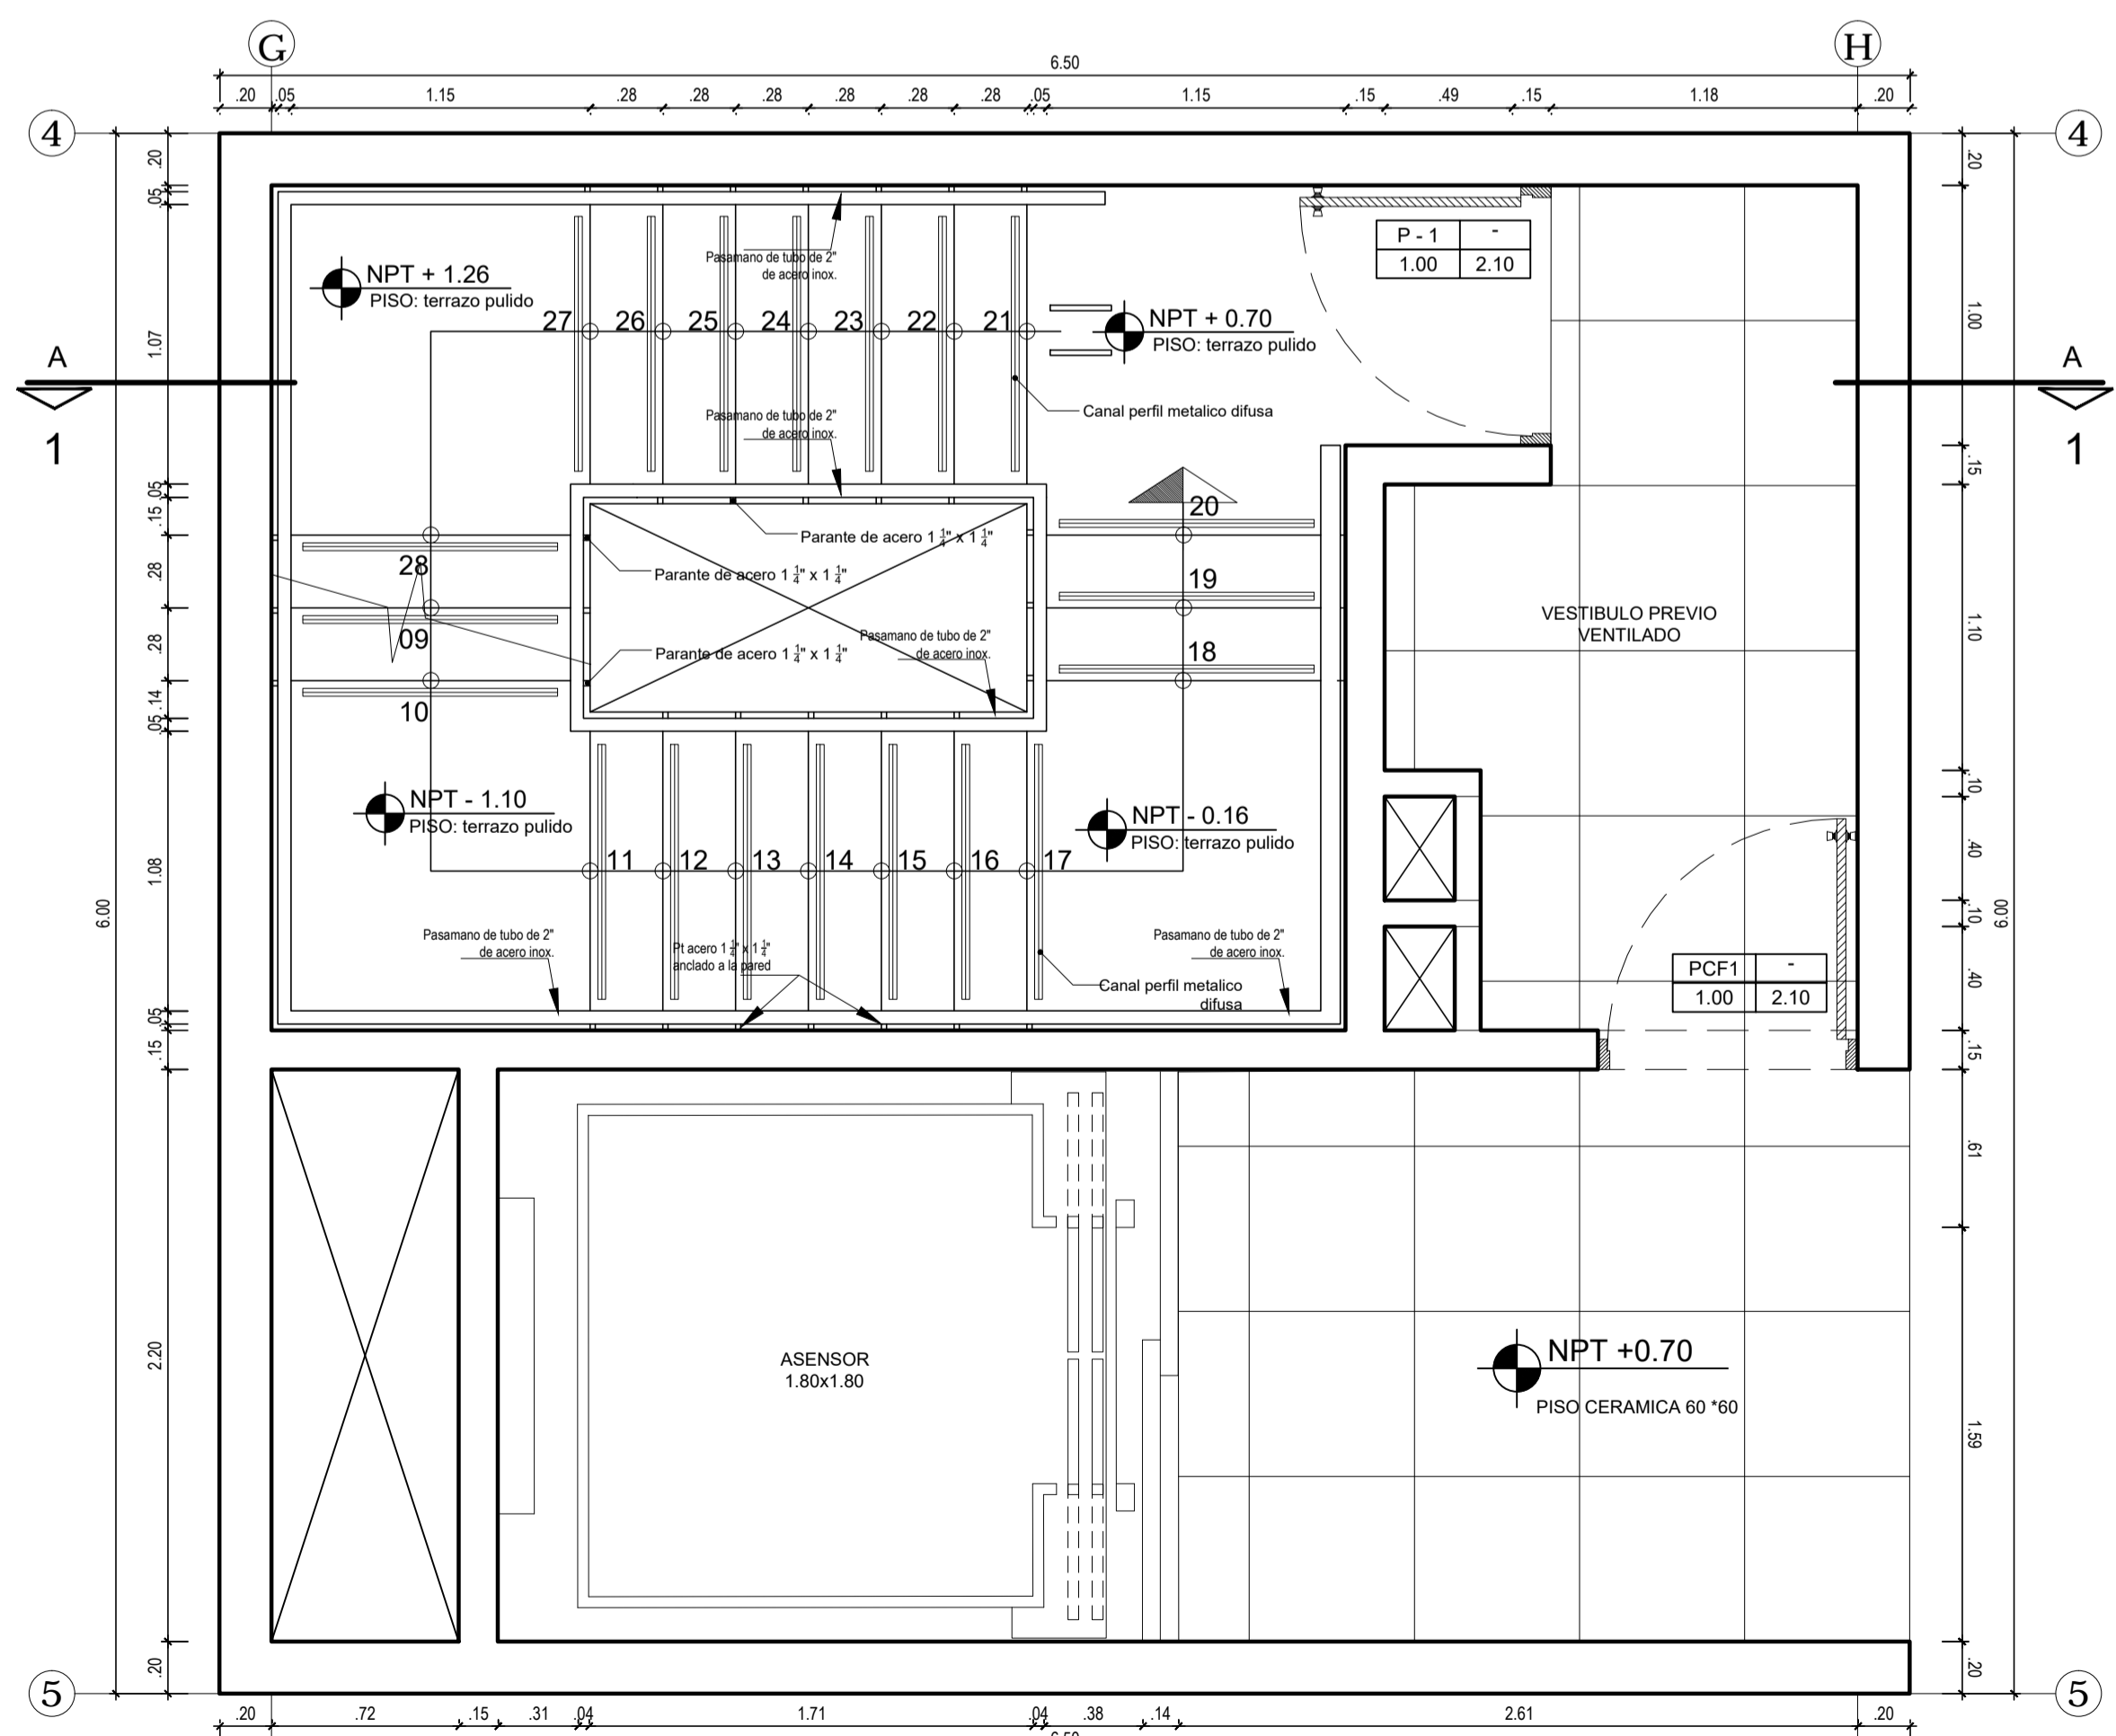 G
H
6.50
.20 .05 1.15 .28 .28 .28 .28 .28 .28 .05 1.15 .15 .49 .15 1.18 .20
4
4
.20
.05
1.07
.05
.15
.28
.28
.14
.05
1.08
.05
.15
2.20
.20
6.00
.20
1.00
.15
1.10
.10
.40
.10
.40
.15
.61
1.59
.20
6.00
A
1
A
1
NPT + 1.26
PISO: terrazo pulido
Pasamano de tubo de 2"
de acero inox.
P - 1 -
1.00 2.10
27 26 25 24 23 22 21
NPT + 0.70
PISO: terrazo pulido
Canal perfil metalico difusa
Pasamano de tubo de 2"
de acero inox.
20
Parante de acero 1 1/4" x 1 1/4"
28
Parante de acero 1 1/4" x 1 1/4"
19
VESTIBULO PREVIO
VENTILADO
09
Pasamano de tubo de 2"
de acero inox.
Parante de acero 1 1/4" x 1 1/4"
18
10
NPT - 1.10
PISO: terrazo pulido
NPT - 0.16
PISO: terrazo pulido
11 12 13 14 15 16 17
Pasamano de tubo de 2"
de acero inox.
Pt acero 1 1/4" x 1 1/4"
anclado a la pared
Pasamano de tubo de 2"
de acero inox.
Canal perfil metalico
difusa
PCF1 -
1.00 2.10
ASENSOR
1.80x1.80
NPT +0.70
PISO CERAMICA 60 *60
5
5
.20 .72 .15 .31 .04 1.71 .04 .38 .14 2.61 .20
6.50